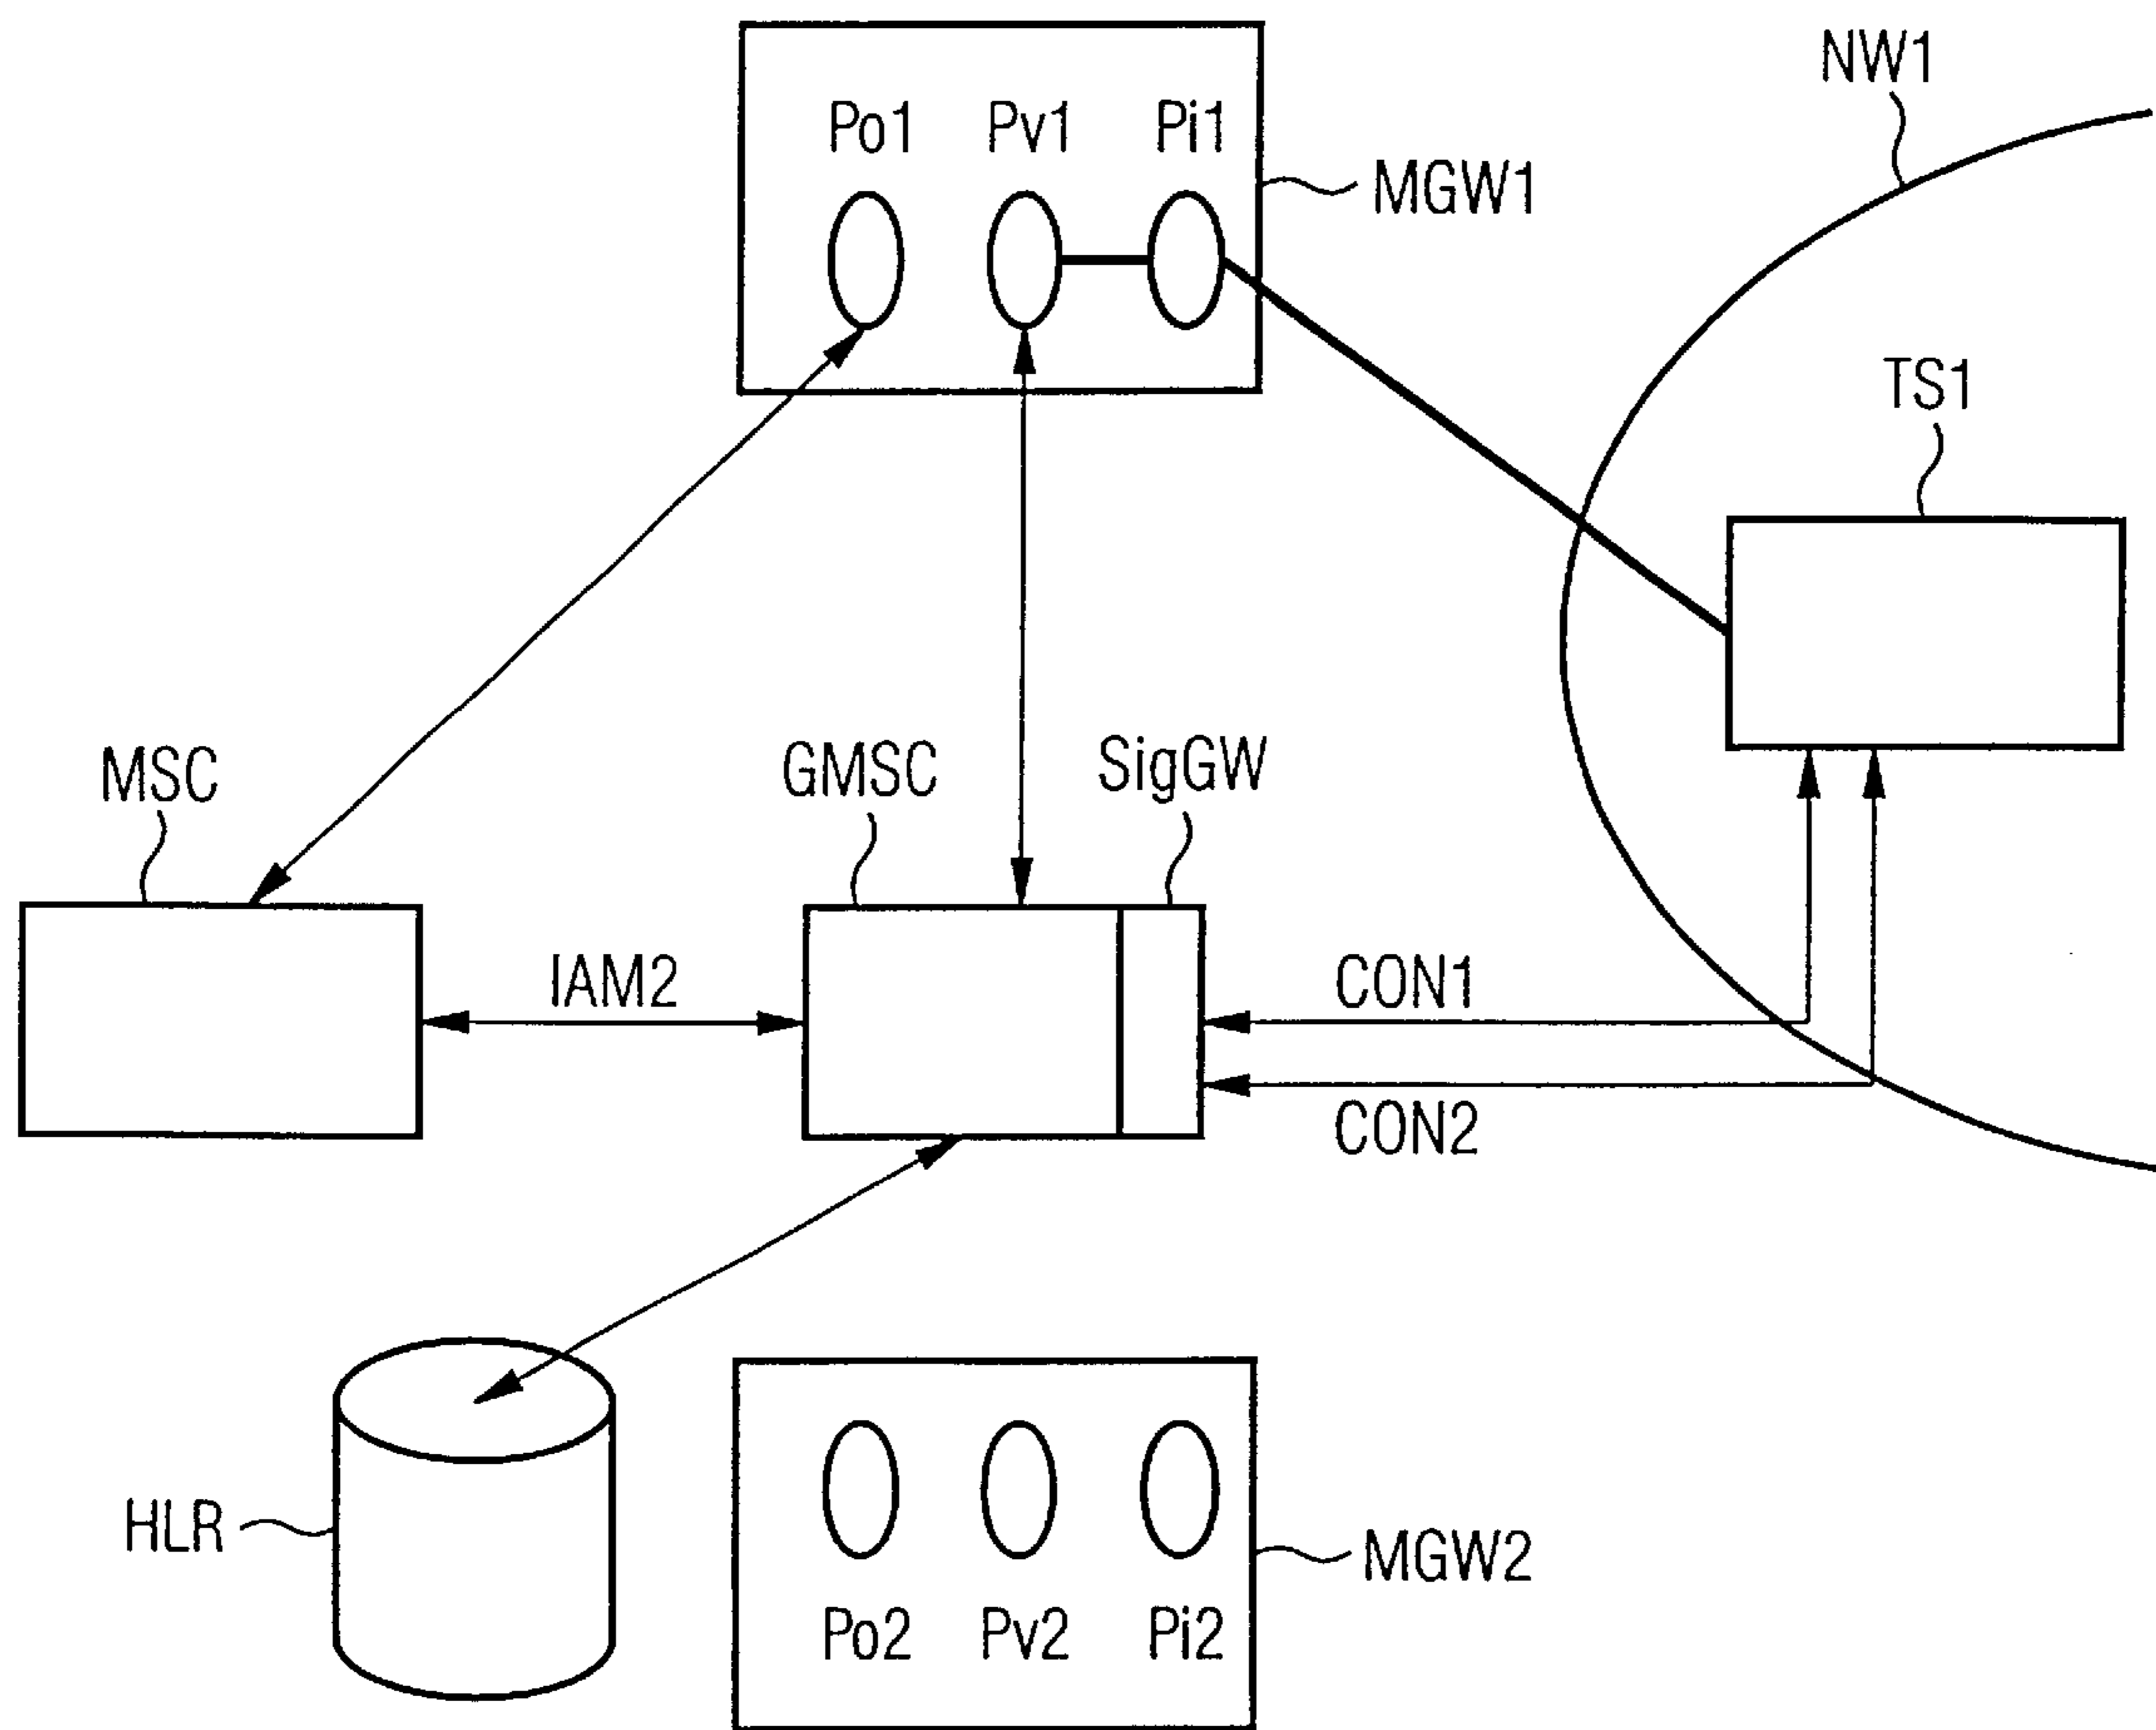 NW1
Po1 Pv1 Pi1
MGW1
TS1
MSC
GMSC
SigGW
IAM2
CON1
CON2
HLR
MGW2
Po2 Pv2 Pi2